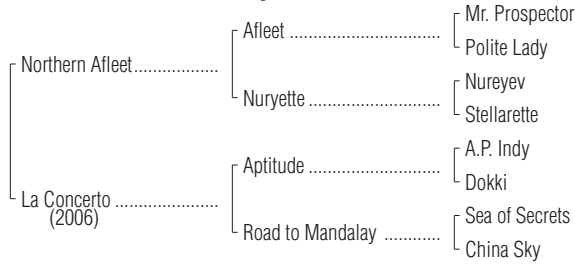 Mr. Prospector
Afleet
Polite Lady
Northern Afleet
Nureyev
Nuryette
Stellarette
A.P. Indy
Aptitude
Dokki
La Concerto
(2006)
Sea of Secrets
Road to Mandalay
China Sky